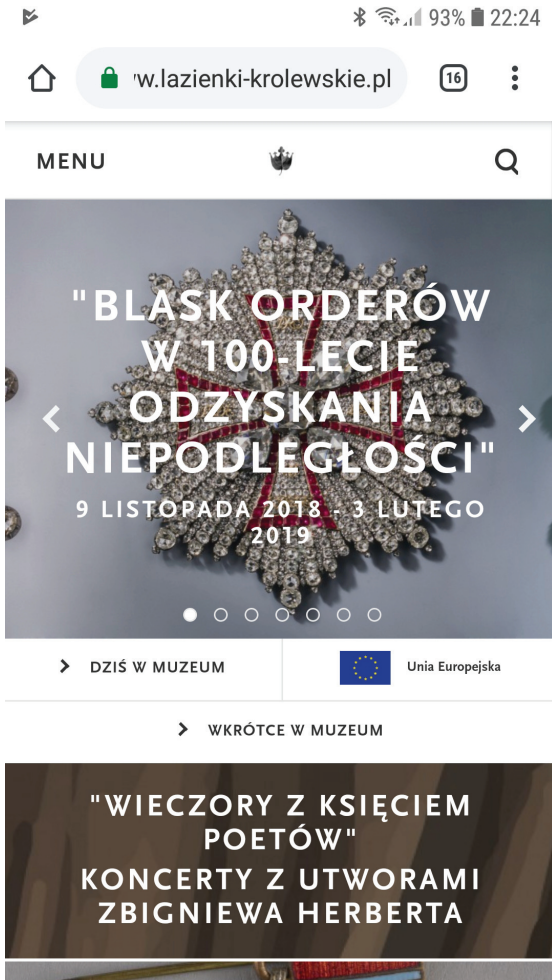 93% 22:24
w.lazienki-krolewskie.pl 16
MENU
"BLASK ORDERÓW
W 100-LECIE
ODZYSKANIA
NIEPODLEGŁOŚCI"
9 LISTOPADA 2018 - 3 LUTEGO
2019
DZIŚ W MUZEUM
Unia Europejska
WKRÓTCE W MUZEUM
"WIECZORY Z KSIĘCIEM
POETÓW"
KONCERTY Z UTWORAMI
ZBIGNIEWA HERBERTA